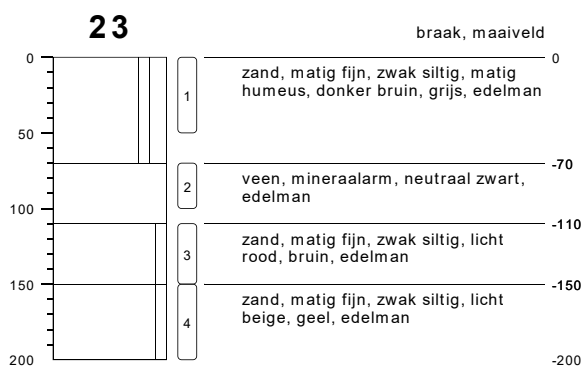 23
braak, maaiveld
0
0
zand, matig fijn, zwak siltig, matig
humeus, donker bruin, grijs, edelman
1
50
-70
veen, mineraalarm, neutraal zwart,
edelman
2
100
-110
zand, matig fijn, zwak siltig, licht
rood, bruin, edelman
3
150
-150
zand, matig fijn, zwak siltig, licht
beige, geel, edelman
4
200
-200